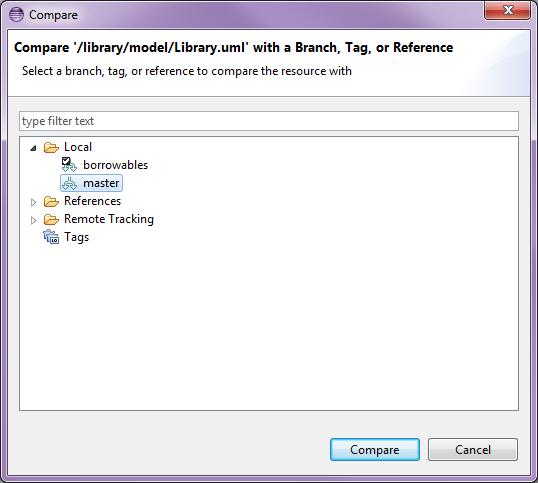 Compare
Compare '/library/model/Library.uml' with a Branch, Tag, or Reference
Select a branch, tag, or reference to compare the resource with
type filter text
Local
borrowables
master
References
Remote Tracking
Tags
Compare Cancel